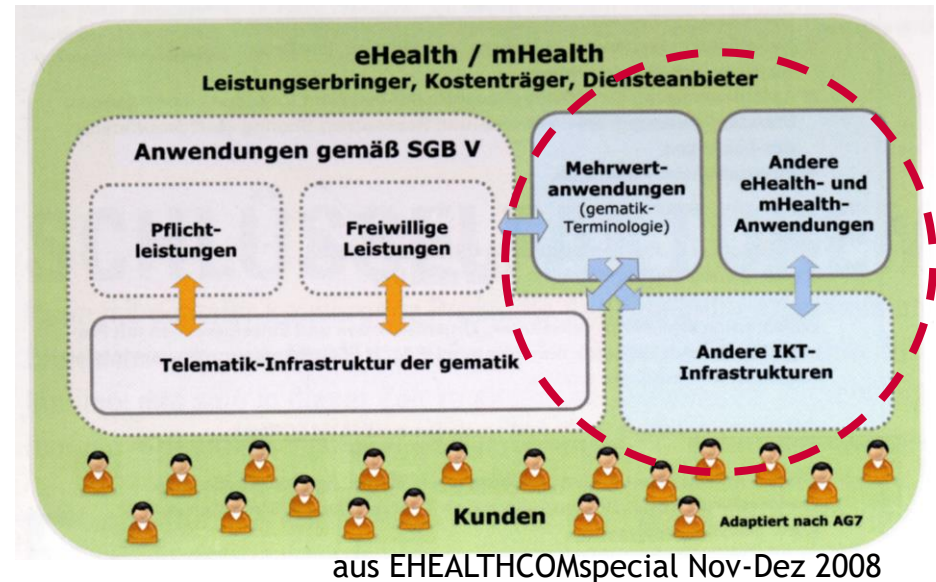 eHealth / mHealth
Leistungserbringer, Kostenträger, Diensteanbieter
Anwendungen gemäß SGB V
Pflicht-
leistungen
Freiwillige
Leistungen
Mehrwert-
anwendungen
(gematik-
Terminologie)
Andere
eHealth- und
mHealth-
Anwendungen
Telematik-Infrastruktur der gematik
Andere IKT-
Infrastrukturen
Kunden
Adaptiert nach AG7
aus EHEALTHCOMspecial Nov-Dez 2008